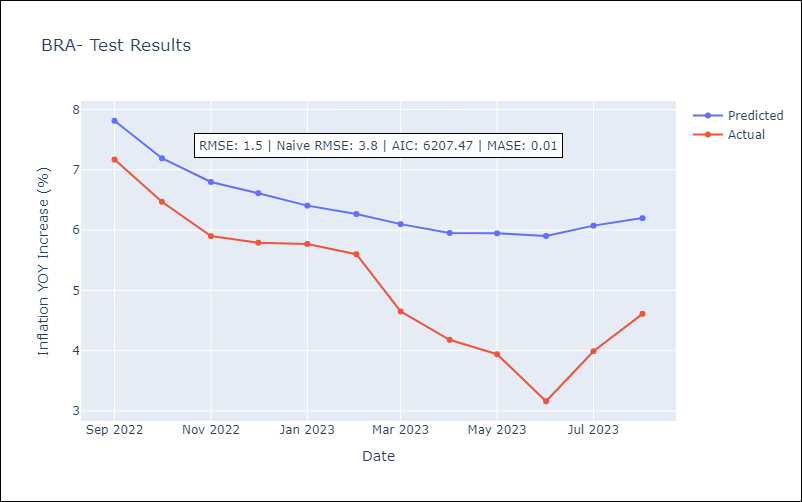 BRA- Test Results
RMSE: 1.5 | Naive RMSE: 3.8 | AIC: 6207.47 | MASE: 0.01
Predicted
Actual
Inflation YOY Increase (%)
8
7
6
5
4
3
Sep 2022 Nov 2022 Jan 2023 Mar 2023 May 2023 Jul 2023
Date